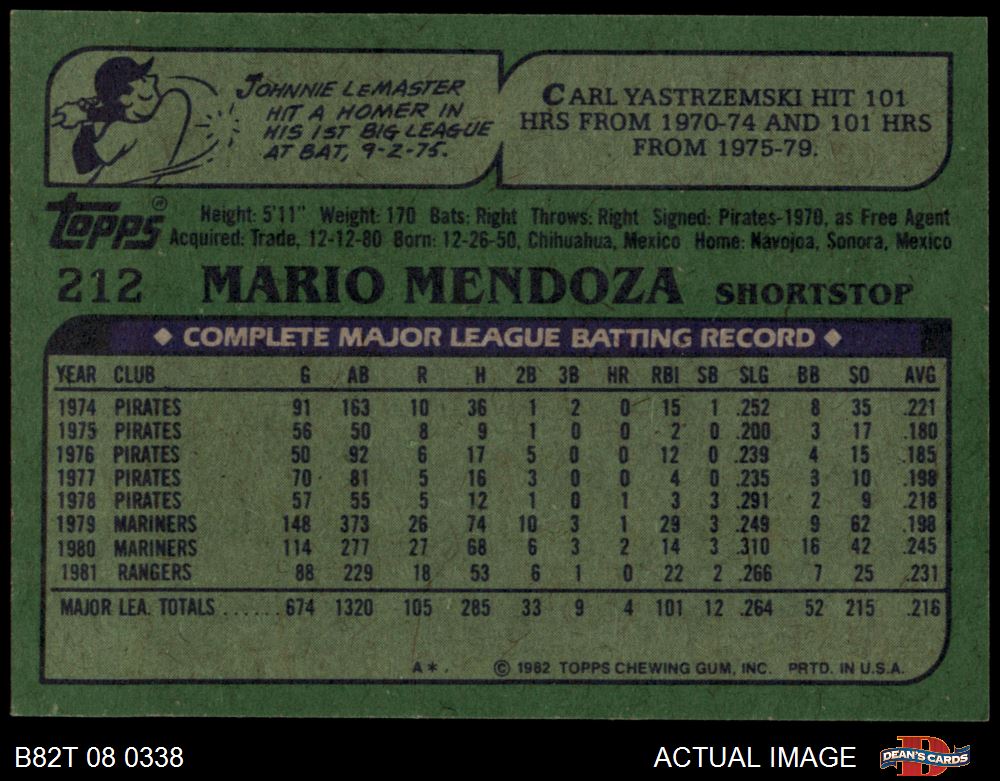 JOHNNIE LEMASTER
HIT A HOMER IN
HIS 1ST BIG LEAGUE
AT BAT, 9-2-75.
CARL YASTRZEMSKI HIT 101
HRS FROM 1970-74 AND 101 HRS
FROM 1975-79.
topps®
Height: 5'11" Weight: 170 Bats: Right Throws: Right Signed: Pirates-1970, as Free Agent
Acquired: Trade, 12-12-80 Born: 12-26-50, Chihuahua, Mexico Home: Navojoa, Sonora, Mexico
212 MARIO MENDOZA SHORTSTOP
◆ COMPLETE MAJOR LEAGUE BATTING RECORD ◆
YEAR CLUB G AB R H 2B 3B HR RBI SB SLG BB SO AVG
1974 PIRATES 91 163 10 36 1 2 0 15 1 .252 8 35 .221
1975 PIRATES 56 50 8 9 1 0 0 2 0 .200 3 17 .180
1976 PIRATES 50 92 6 17 5 0 0 12 0 .239 4 15 .185
1977 PIRATES 70 81 5 16 3 0 0 4 0 .235 3 10 .198
1978 PIRATES 57 55 5 12 1 0 1 3 3 .291 2 9 .218
1979 MARINERS 148 373 26 74 10 3 1 29 3 .249 9 62 .198
1980 MARINERS 114 277 27 68 6 3 2 14 3 .310 16 42 .245
1981 RANGERS 88 229 18 53 6 1 0 22 2 .266 7 25 .231
MAJOR LEA. TOTALS ...... 674 1320 105 285 33 9 4 101 12 .264 52 215 .216
A*. © 1982 TOPPS CHEWING GUM, INC. PRTD. IN U.S.A.
B82T 08 0338 ACTUAL IMAGE DEAN'S CARDS